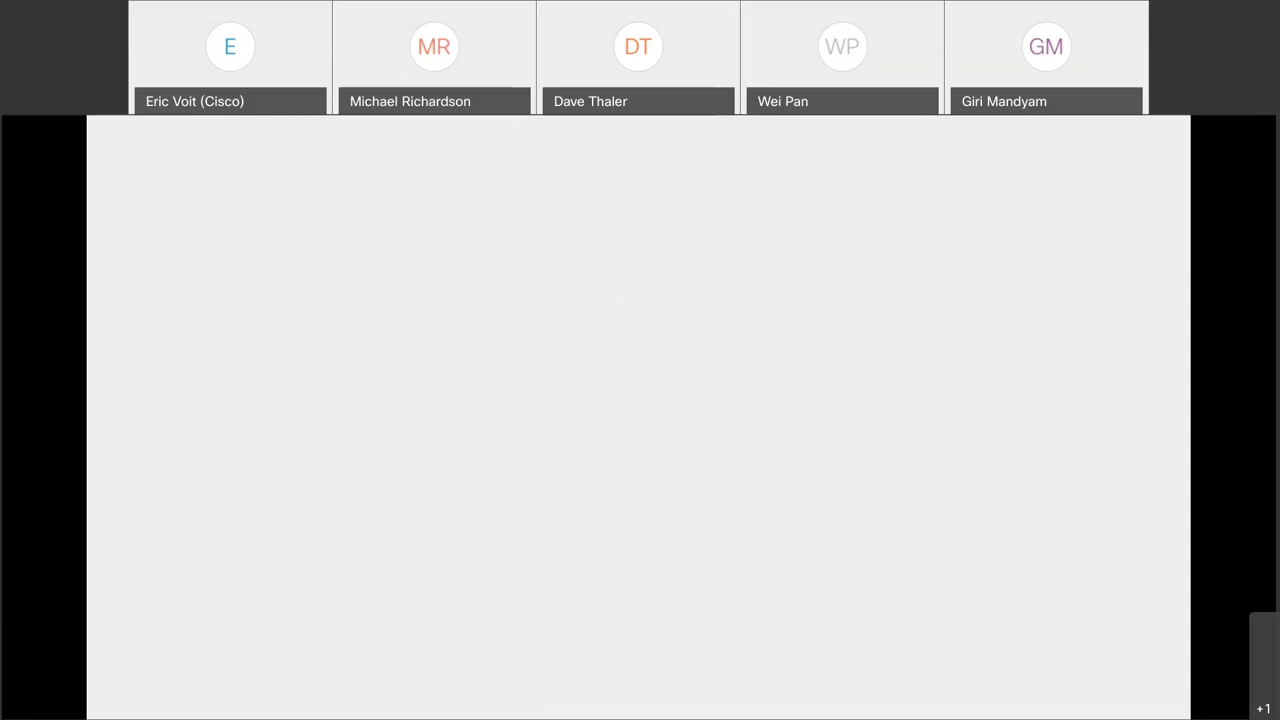 E
MR
DT
WP
GM
Eric Voit (Cisco)
Michael Richardson
Dave Thaler
Wei Pan
Giri Mandyam
+1